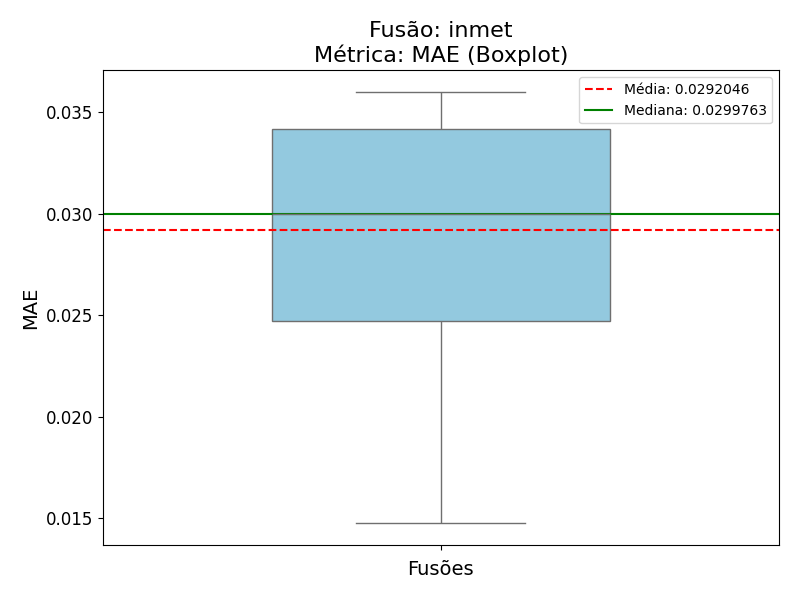 Fusão: inmet
Métrica: MAE (Boxplot)
Média: 0.0292046
Mediana: 0.0299763
0.035
0.030
0.025
0.020
0.015
MAE
Fusões